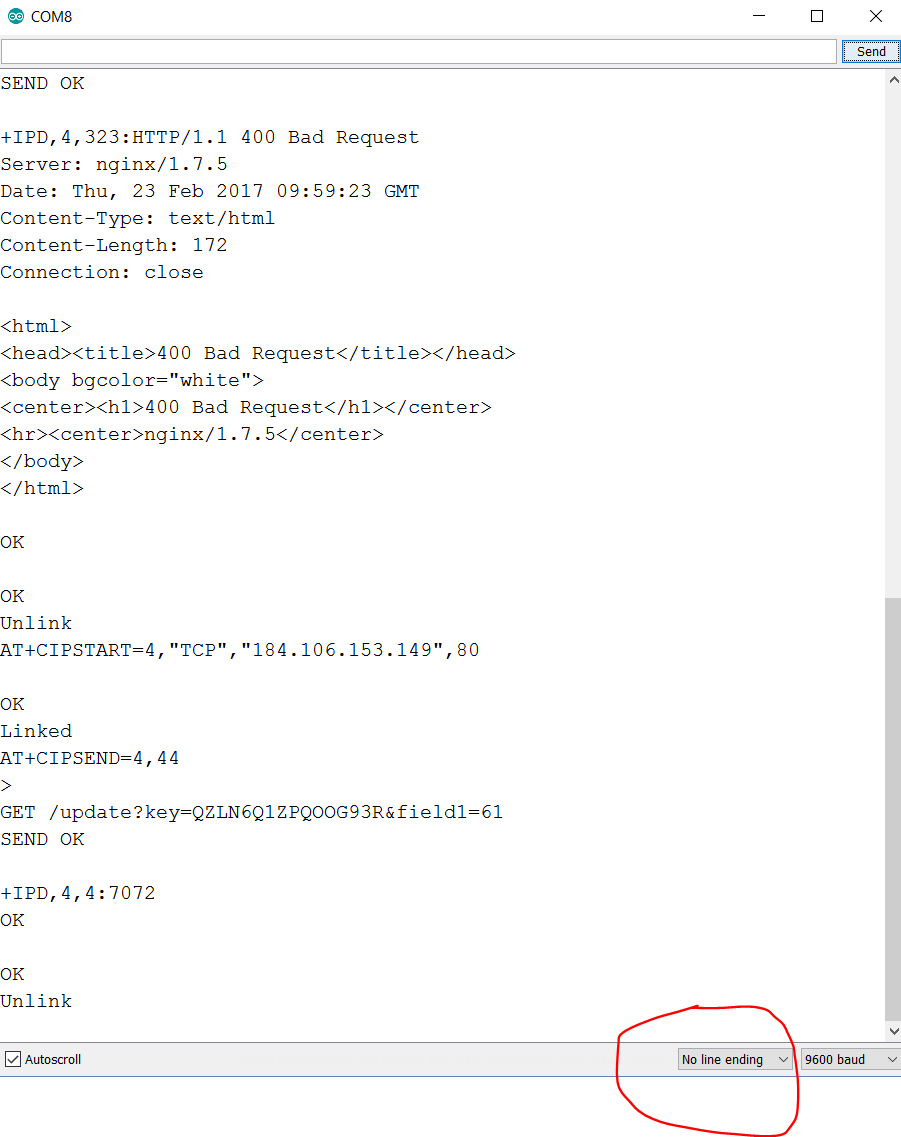 COM8
Send
SEND OK
+IPD,4,323:HTTP/1.1 400 Bad Request
Server: nginx/1.7.5
Date: Thu, 23 Feb 2017 09:59:23 GMT
Content-Type: text/html
Content-Length: 172
Connection: close
<html>
<head><title>400 Bad Request</title></head>
<body bgcolor="white">
<center><h1>400 Bad Request</h1></center>
<hr><center>nginx/1.7.5</center>
</body>
</html>
OK
OK
Unlink
AT+CIPSTART=4,"TCP","184.106.153.149",80
OK
Linked
AT+CIPSEND=4,44
>
GET /update?key=QZLN6Q1ZPQOOG93R&field1=61
SEND OK
+IPD,4,4:7072
OK
OK
Unlink
Autoscroll No line ending 9600 baud